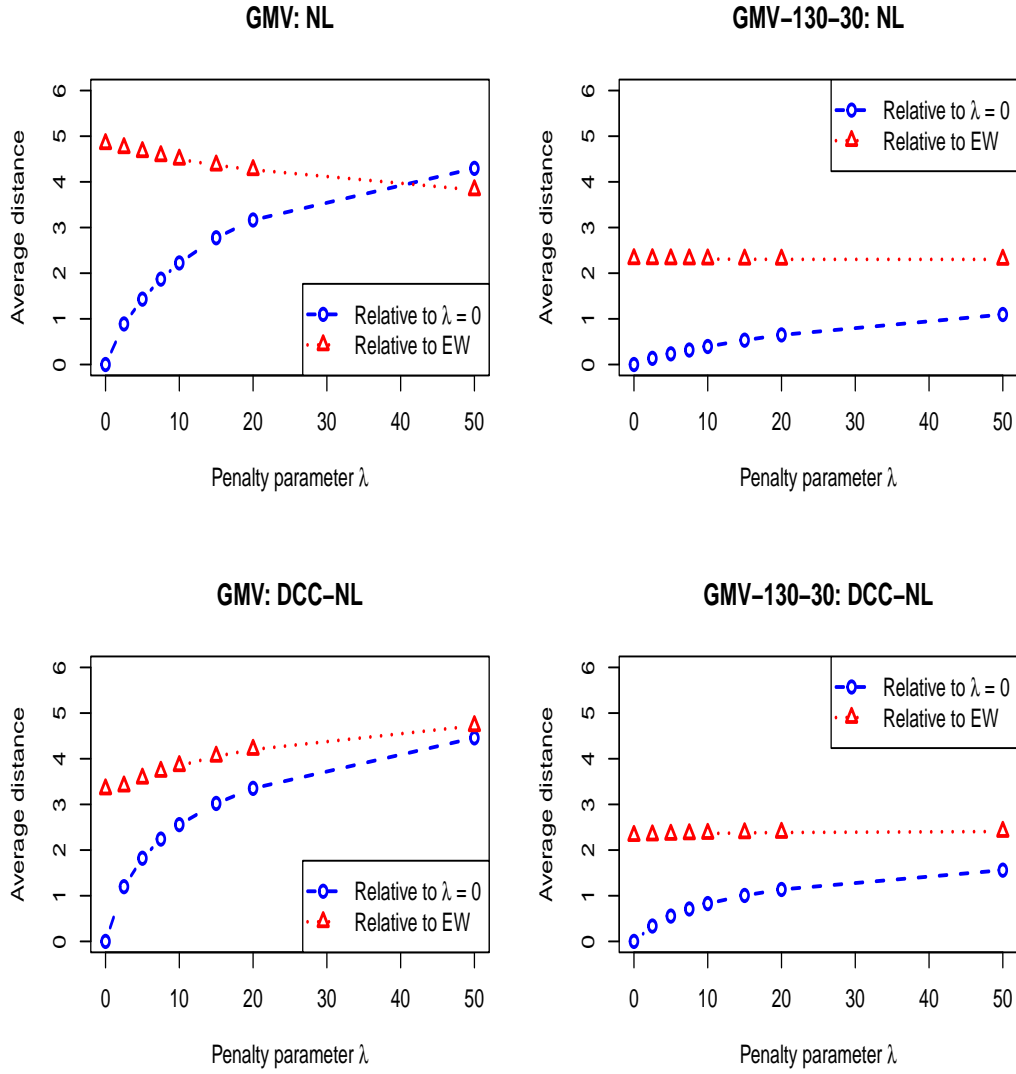 GMV: NL
Average distance
6
5
4
3
2
1
0
Relative to λ = 0
Relative to EW
0 10 20 30 40 50
Penalty parameter λ
GMV−130−30: NL
Average distance
6
5
4
3
2
1
0
Relative to λ = 0
Relative to EW
0 10 20 30 40 50
Penalty parameter λ
GMV: DCC−NL
Average distance
6
5
4
3
2
1
0
Relative to λ = 0
Relative to EW
0 10 20 30 40 50
Penalty parameter λ
GMV−130−30: DCC−NL
Average distance
6
5
4
3
2
1
0
Relative to λ = 0
Relative to EW
0 10 20 30 40 50
Penalty parameter λ